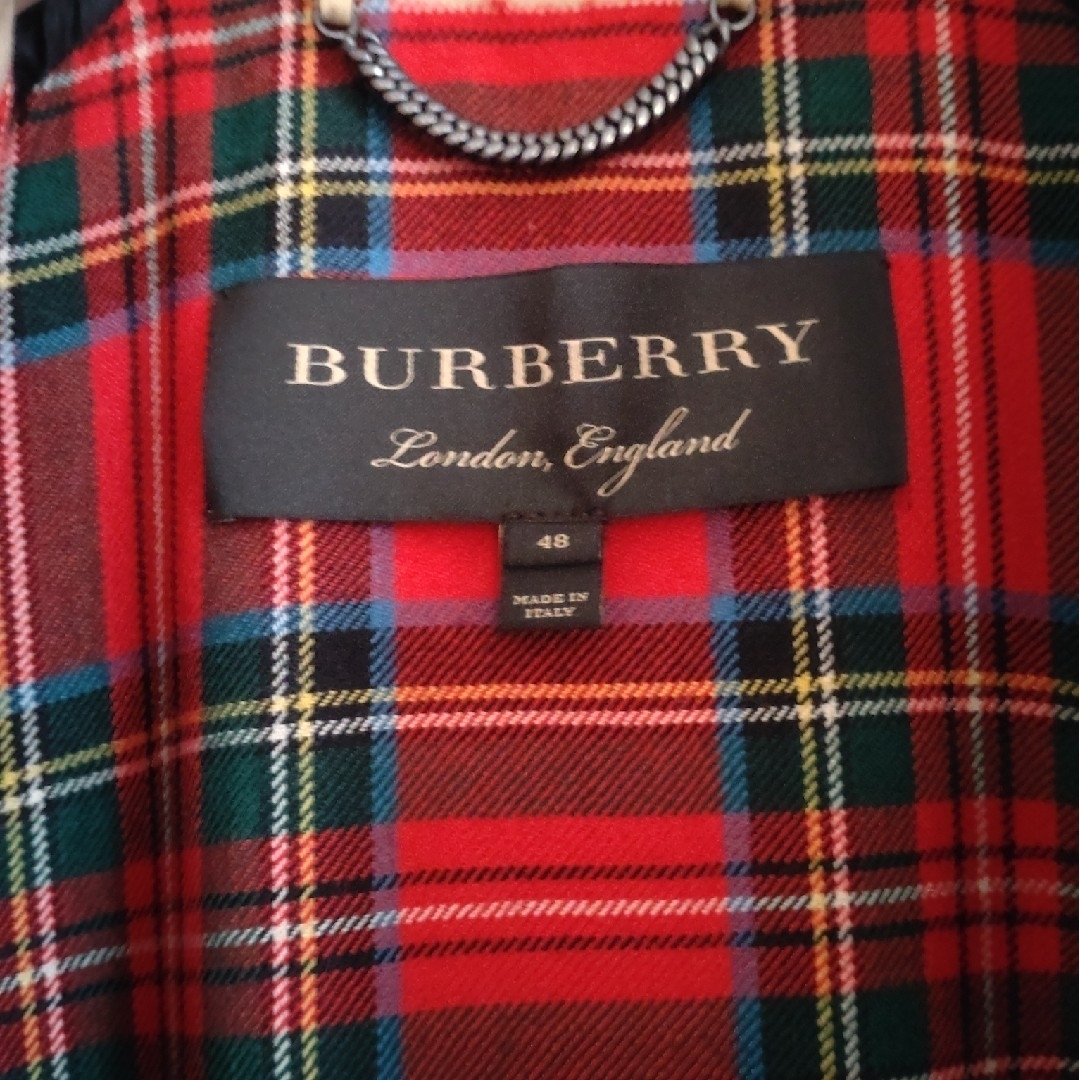 BURBERRY
London, England
48
MADE IN
ITALY